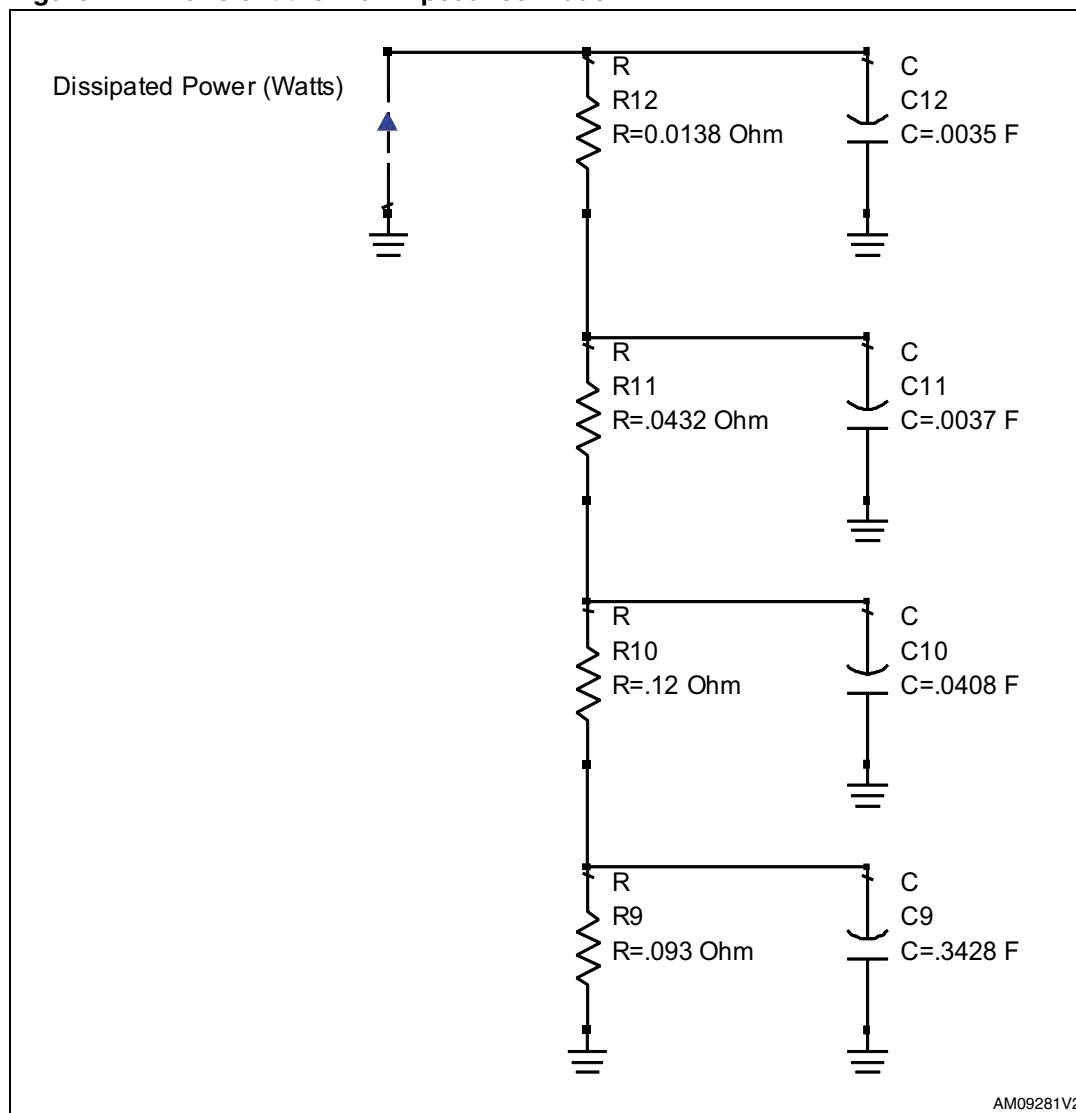 Dissipated Power (Watts)
R
R12
R=0.0138 Ohm
C
C12
C=.0035 F
R
R11
R=.0432 Ohm
C
C11
C=.0037 F
R
R10
R=.12 Ohm
C
C10
C=.0408 F
R
R9
R=.093 Ohm
C
C9
C=.3428 F
AM09281V2